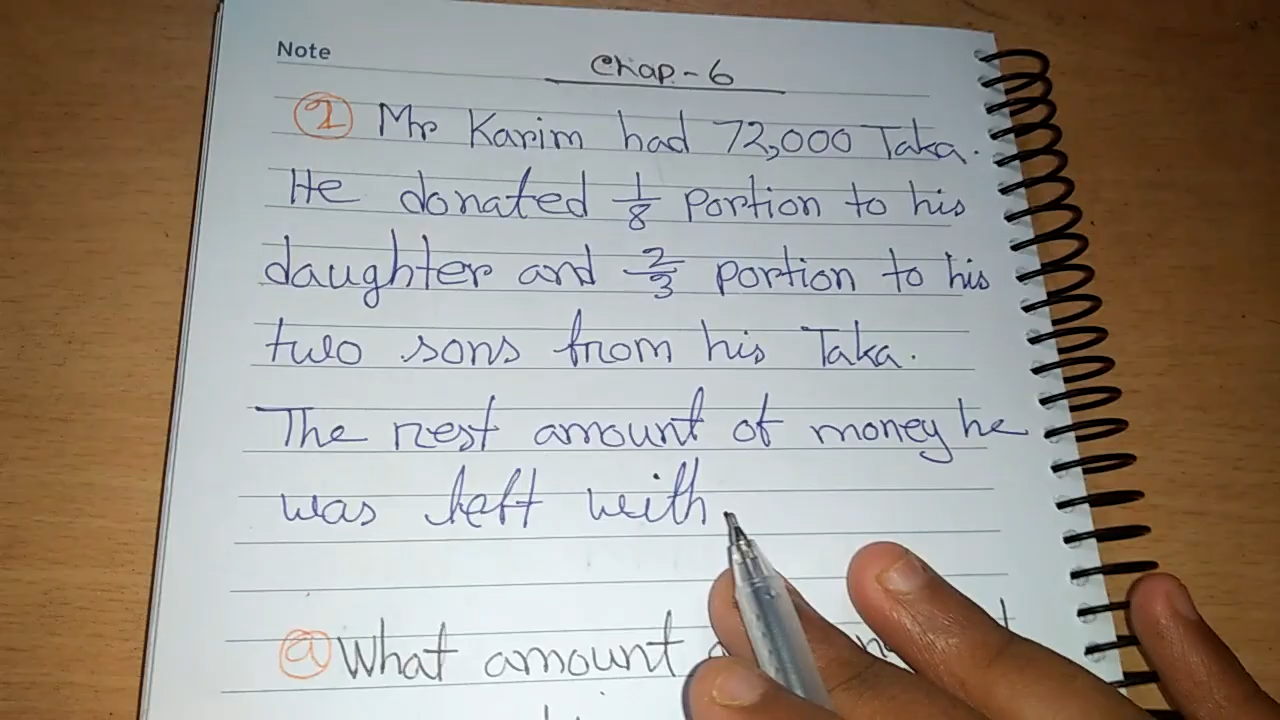 Note
Chap.-6
1 Mr Karim had 72,000 Taka.
He donated 1/8 portion to his
daughter and 2/3 portion to his
two sons from his Taka.
The rest amount of money he
was left with.
a What amount